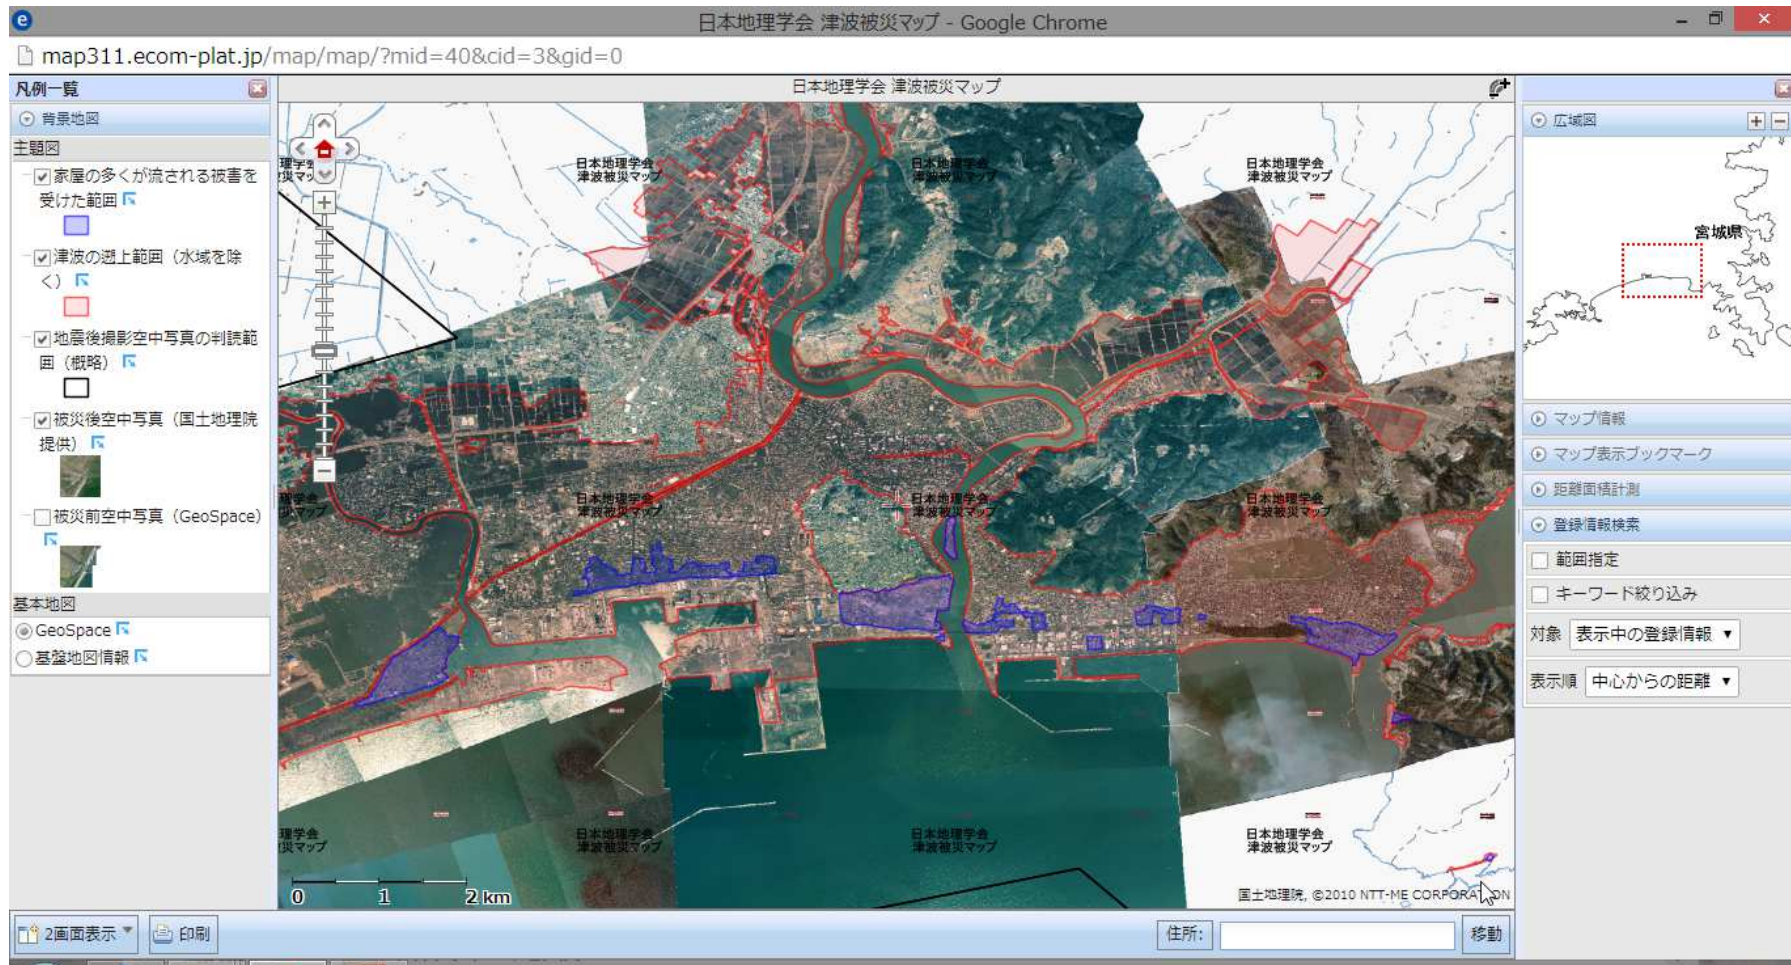 日本地理学会 津波被災マップ - Google Chrome
map311.ecom-plat.jp/map/map/?mid=40&cid=3&gid=0
凡例一覧
背景地図
主題図
家屋の多くが流される被害を
受けた範囲
津波の遡上範囲（水域を除
く）
地震後撮影空中写真の判読範
囲（概略）
被災後空中写真（国土地理院
提供）
被災前空中写真（GeoSpace）
基本地図
GeoSpace
基盤地図情報
日本地理学会 津波被災マップ
日本地理学会
津波被災マップ
日本地理学会
津波被災マップ
日本地理学会
津波被災マップ
理学会
災マップ
日本地理学会
津波被災マップ
日本地理学会
津波被災マップ
日本地理学会
津波被災マップ
理学会
災マップ
日本地理学会
津波被災マップ
日本地理学会
津波被災マップ
日本地理学会
津波被災マップ
0 1 2 km
国土地理院, ©2010 NTT-ME CORPORATION
広域図
宮城県
マップ情報
マップ表示ブックマーク
距離面積計測
登録情報検索
範囲指定
キーワード絞り込み
対象 表示中の登録情報
表示順 中心からの距離
2画面表示
印刷
住所:
移動